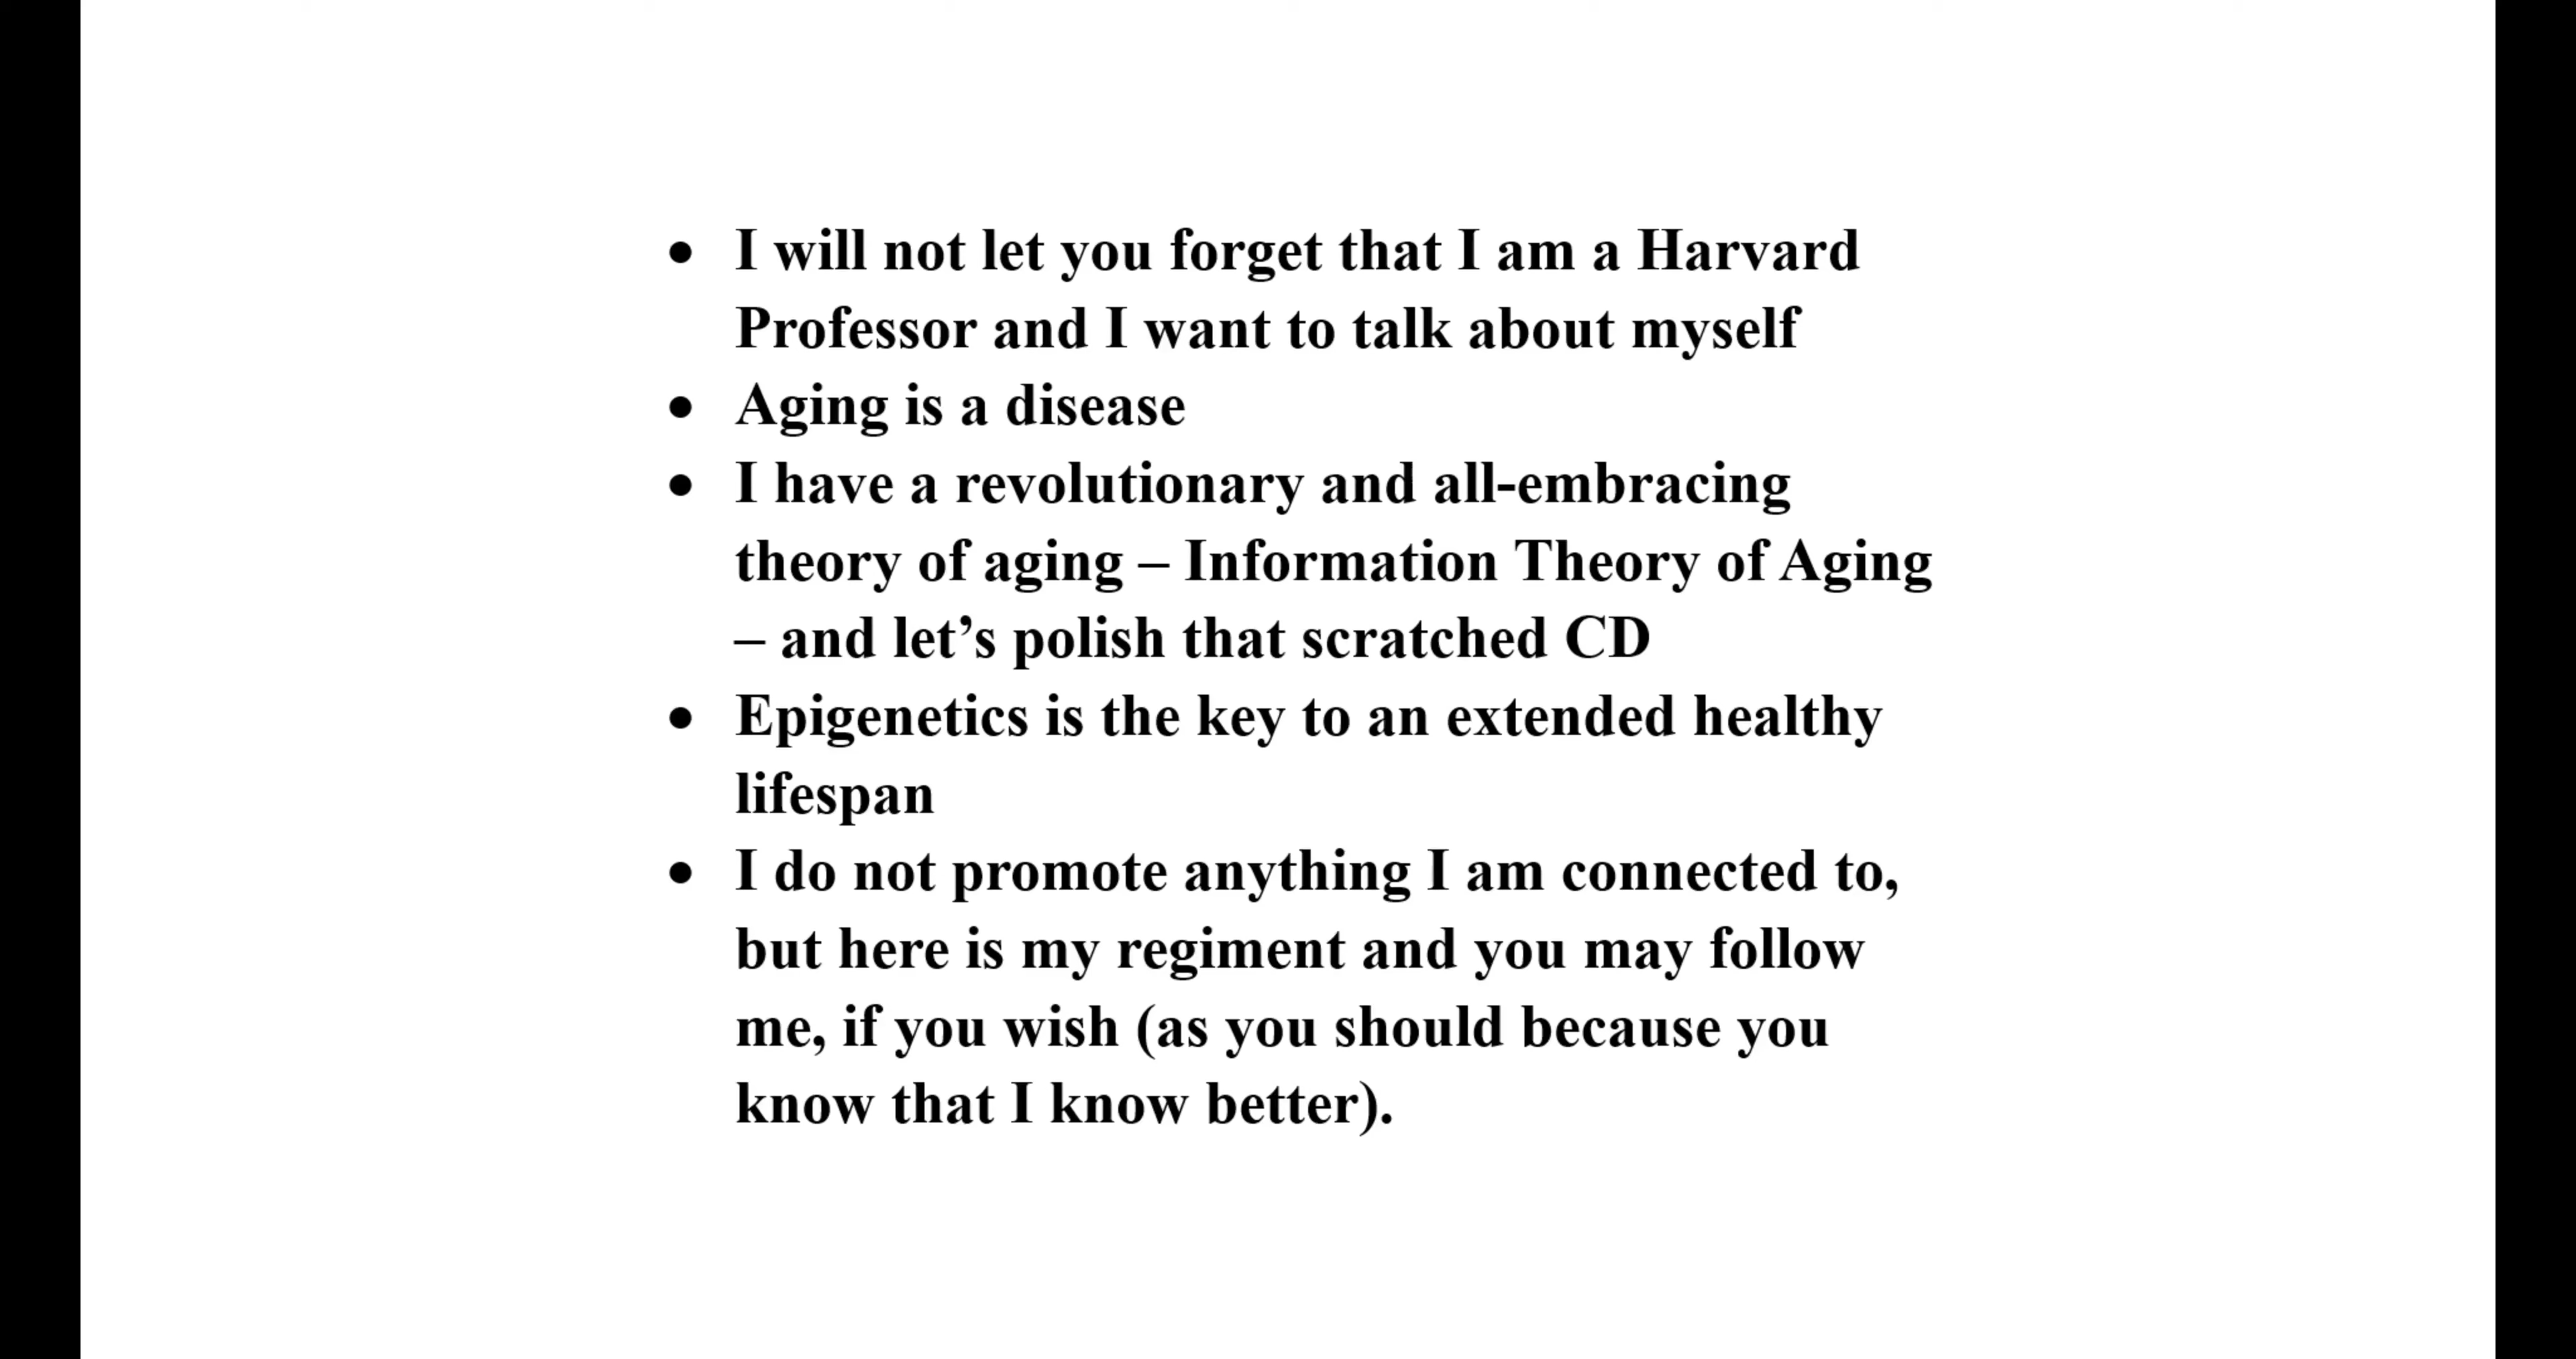 • I will not let you forget that I am a Harvard
Professor and I want to talk about myself
• Aging is a disease
• I have a revolutionary and all-embracing
theory of aging – Information Theory of Aging
– and let’s polish that scratched CD
• Epigenetics is the key to an extended healthy
lifespan
• I do not promote anything I am connected to,
but here is my regiment and you may follow
me, if you wish (as you should because you
know that I know better).